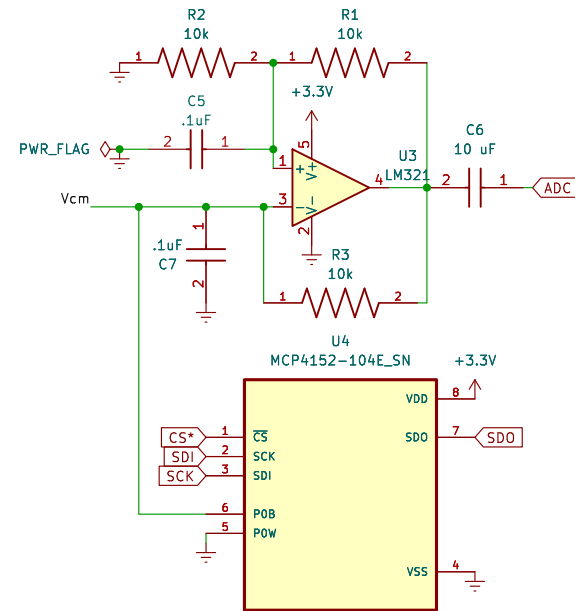 R2
10k
1
2
R1
10k
1
2
+3.3V
C5
.1uF
PWR_FLAG
2
1
1
+
V+
5
U3
LM321
4
C6
10 uF
2
1
ADC
Vcm
3
-
V-
2
1
.1uF
C7
2
R3
10k
1
2
U4
MCP4152-104E_SN
+3.3V
VDD
8
CS*
1
CS
SDO
7
SDO
SDI
2
SCK
SCK
3
SDI
6
P0B
5
P0W
VSS
4